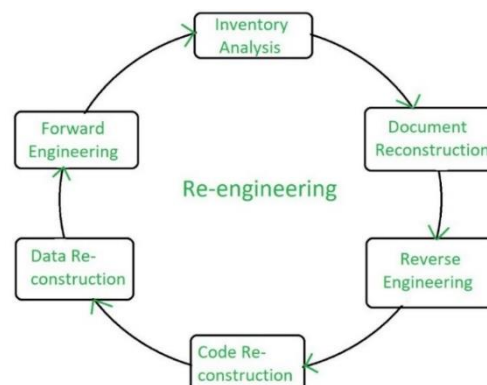 Inventory
Analysis
Document
Reconstruction
Reverse
Engineering
Code Re-
construction
Data Re-
construction
Forward
Engineering
Re-engineering